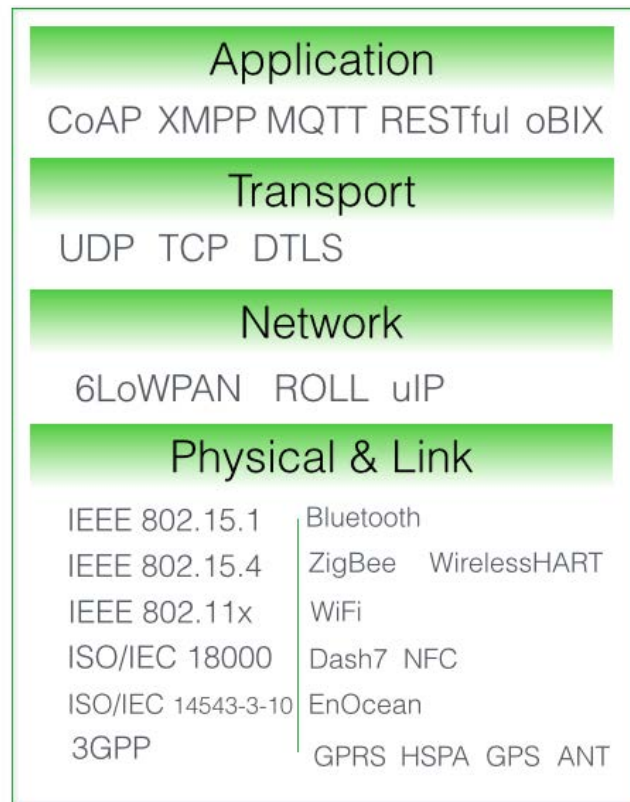 Application
CoAP XMPP MQTT RESTful oBIX
Transport
UDP TCP DTLS
Network
6LoWPAN ROLL uIP
Physical & Link
IEEE 802.15.1 Bluetooth
IEEE 802.15.4 ZigBee WirelessHART
IEEE 802.11x WiFi
ISO/IEC 18000 Dash7 NFC
ISO/IEC 14543-3-10 EnOcean
3GPP GPRS HSPA GPS ANT